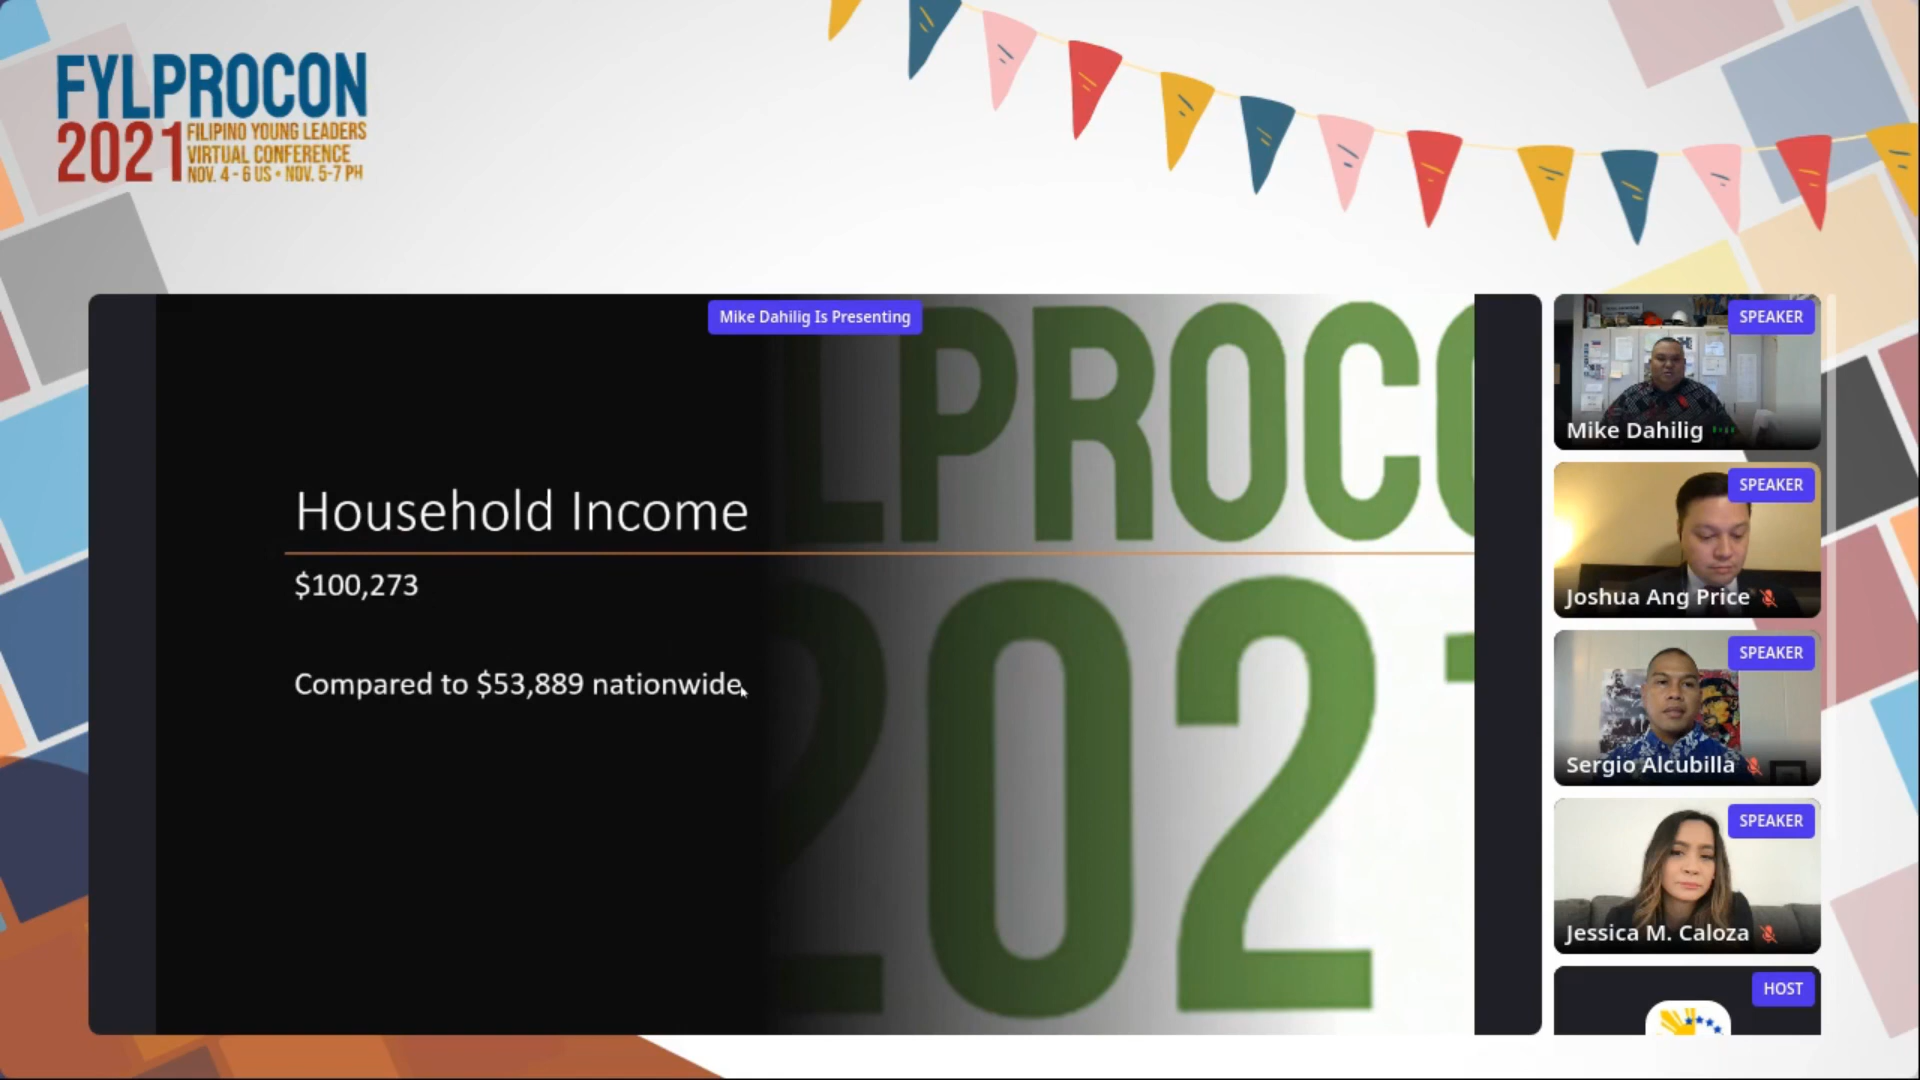 FYLPROCON
2021 FILIPINO YOUNG LEADERS
VIRTUAL CONFERENCE
NOV. 4 - 6 US • NOV. 5-7 PH
Mike Dahilig Is Presenting
LPROCO
2021
Household Income
$100,273
Compared to $53,889 nationwide
SPEAKER
Mike Dahilig
SPEAKER
Joshua Ang Price
SPEAKER
Sergio Alcubilla
SPEAKER
Jessica M. Caloza
HOST